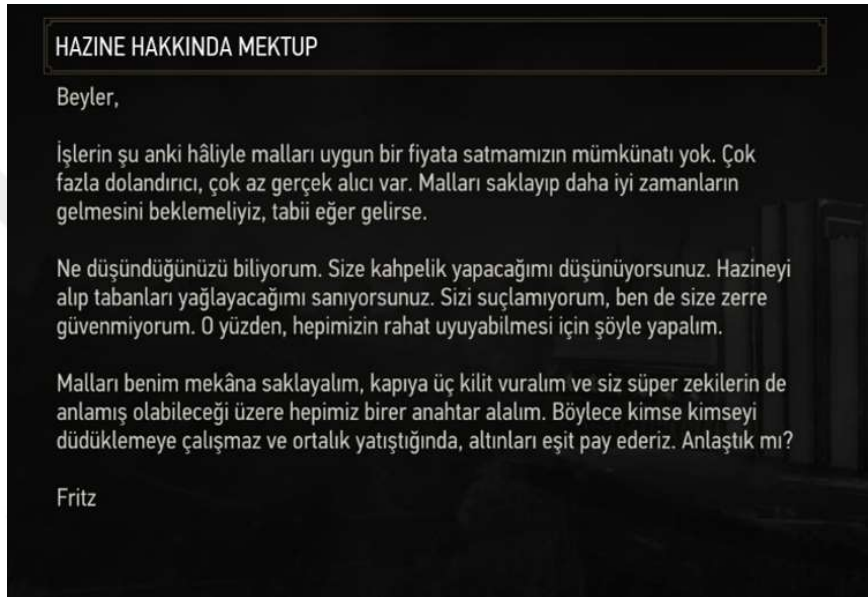 HAZINE HAKKINDA MEKTUP
Beyler,
İşlerin şu anki hâliyle malları uygun bir fiyata satmamızın mümkünatı yok. Çok
fazla dolandırıcı, çok az gerçek alıcı var. Malları saklayıp daha iyi zamanların
gelmesini beklemeliyiz, tabii eğer gelirse.
Ne düşündüğünüzü biliyorum. Size kahpelik yapacağımı düşünüyorsunuz. Hazineyi
alıp tabanları yağlayacağımı sanıyorsunuz. Sizi suçlamıyorum, ben de size zerre
güvenmiyorum. O yüzden, hepimizin rahat uyuyabilmesi için şöyle yapalım.
Malları benim mekâna saklayalım, kapıya üç kilit vuralım ve siz süper zekilerin de
anlamış olabileceği üzere hepimiz birer anahtar alalım. Böylece kimse kimseyi
düdüklemeye çalışmaz ve ortalık yatıştığında, altınları eşit pay ederiz. Anlaştık mı?
Fritz